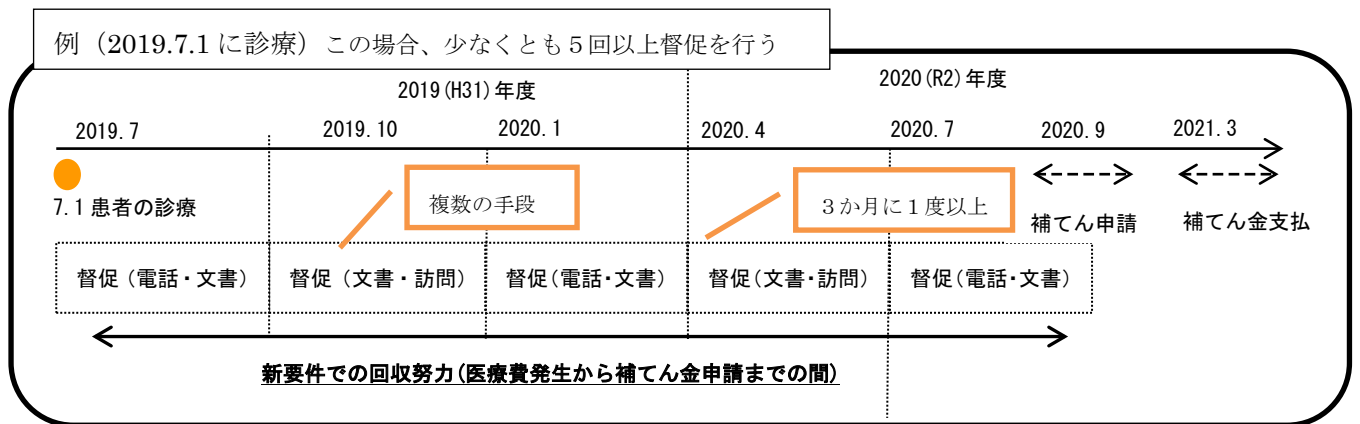 例（2019.7.1に診療）この場合、少なくとも５回以上督促を行う
2019(H31)年度
2020(R2)年度
2019.7
2019.10
2020.1
2020.4
2020.7
2020.9
2021.3
7.1患者の診療
複数の手段
３か月に１度以上
補てん申請
補てん金支払
督促（電話・文書）
督促（文書・訪問）
督促(電話・文書)
督促(文書・訪問)
督促(電話・文書)
新要件での回収努力(医療費発生から補てん金申請までの間)